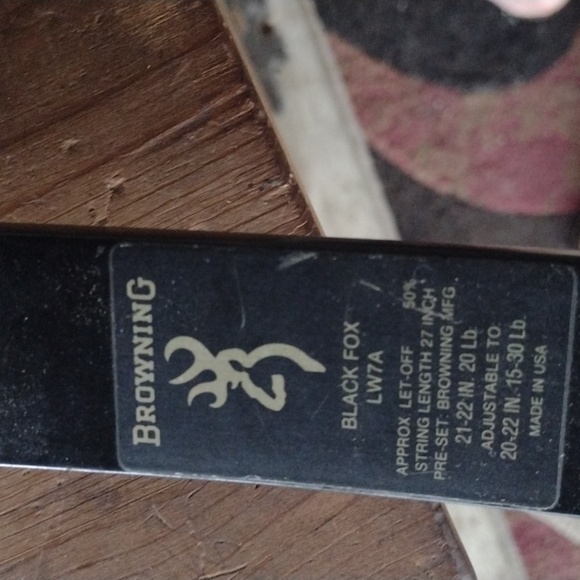 BROWNING
BLACK FOX
LW7A
APPROX LET-OFF 50%
STRING LENGTH 27 INCH
PRE-SET BROWNING MFG
21-22 IN. 20 Lb.
ADJUSTABLE TO:
20-22 IN. 15-30 Lb.
MADE IN USA